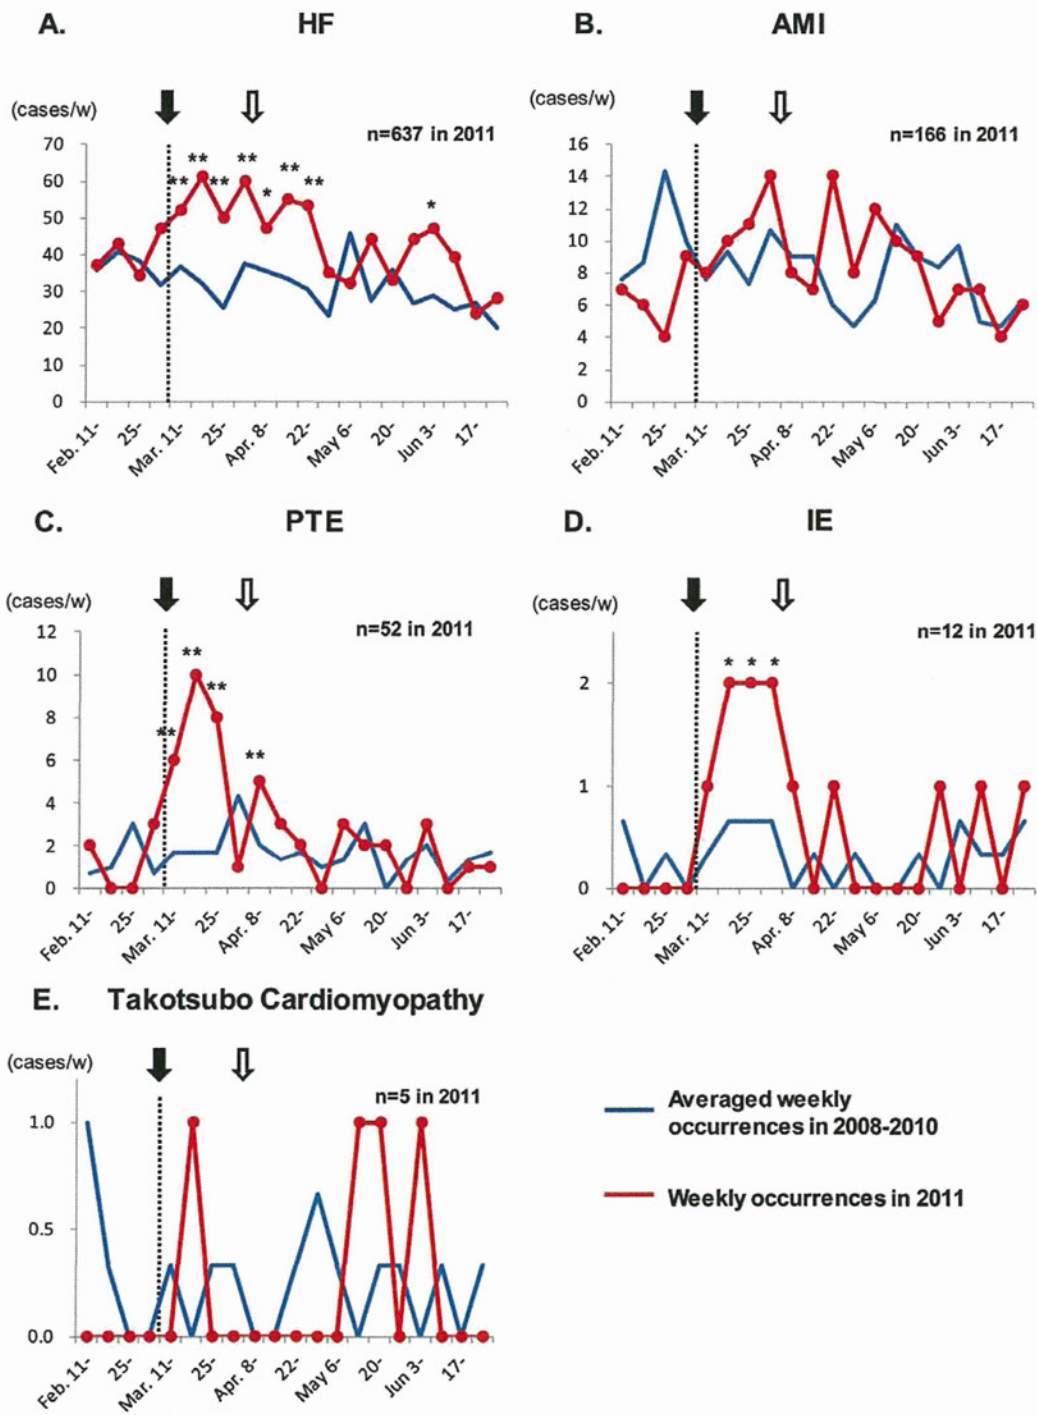 A. HF
(cases/w)
n=637 in 2011
70
60
50
40
30
20
10
0
** ** ** ** * ** ** *
Feb. 11- 25- Mar. 11- 25- Apr. 8- 22- May 6- 20- Jun 3- 17-
B. AMI
(cases/w)
n=166 in 2011
16
14
12
10
8
6
4
2
0
Feb. 11- 25- Mar. 11- 25- Apr. 8- 22- May 6- 20- Jun 3- 17-
C. PTE
(cases/w)
n=52 in 2011
12
10
8
6
4
2
0
** ** ** **
Feb. 11- 25- Mar. 11- 25- Apr. 8- 22- May 6- 20- Jun 3- 17-
D. IE
(cases/w)
n=12 in 2011
2
1
0
* * *
Feb. 11- 25- Mar. 11- 25- Apr. 8- 22- May 6- 20- Jun 3- 17-
E. Takotsubo Cardiomyopathy
(cases/w)
n=5 in 2011
1.0
0.5
0.0
Feb. 11- 25- Mar. 11- 25- Apr. 8- 22- May 6- 20- Jun 3- 17-
Averaged weekly
occurrences in 2008-2010
Weekly occurrences in 2011